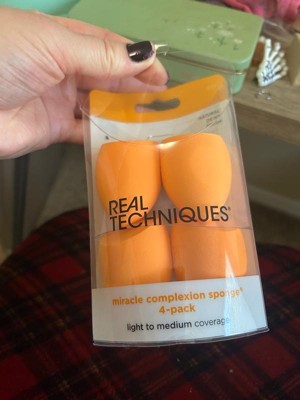 REAL
TECHNIQUES®
miracle complexion sponge®
4-pack
light to medium coverage